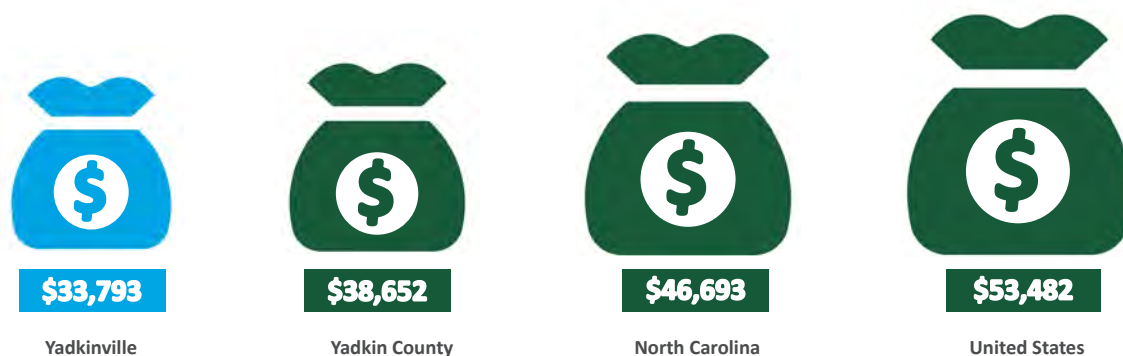 $ $ $ $
$33,793 $38,652 $46,693 $53,482
Yadkinville Yadkin County North Carolina United States